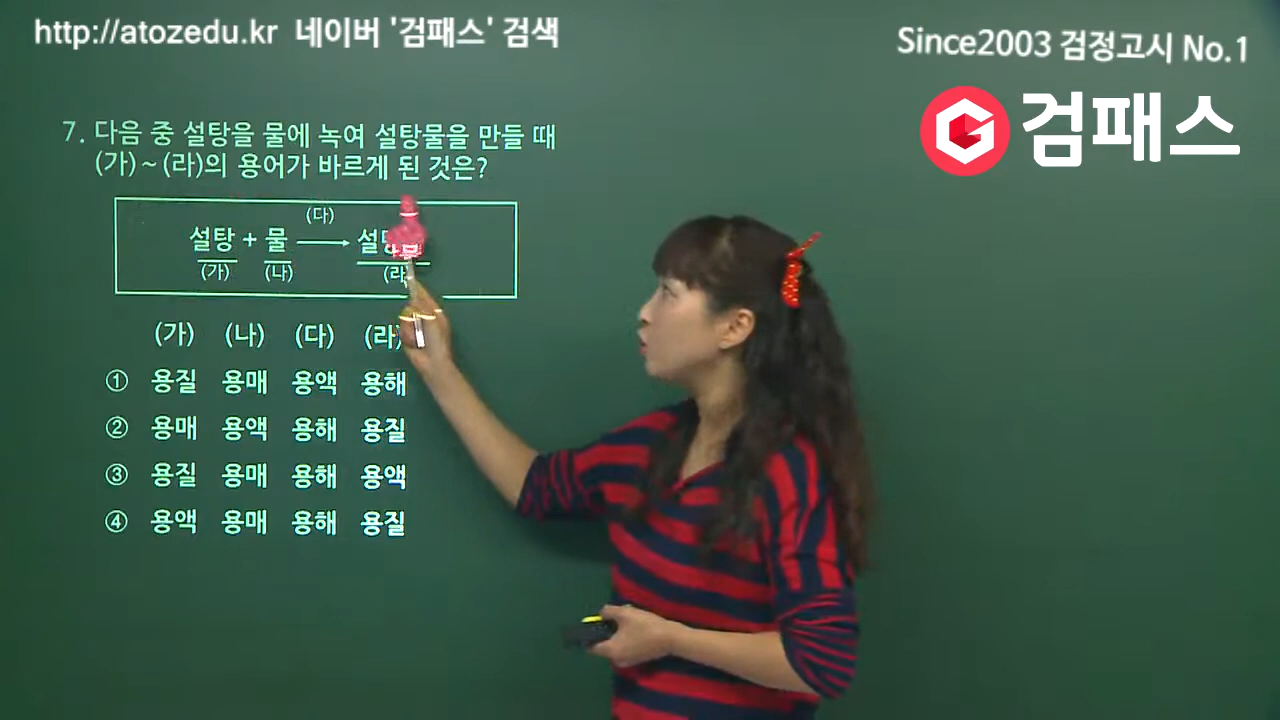 http://atozedu.kr 네이버 '검패스' 검색
Since2003 검정고시 No.1
검패스
7. 다음 중 설탕을 물에 녹여 설탕물을 만들 때
(가)~(라)의 용어가 바르게 된 것은?
(다)
설탕 + 물 → 설탕물
(가) (나) (라)
(가) (나) (다) (라)
① 용질 용매 용액 용해
② 용매 용액 용해 용질
③ 용질 용매 용해 용액
④ 용액 용매 용해 용질